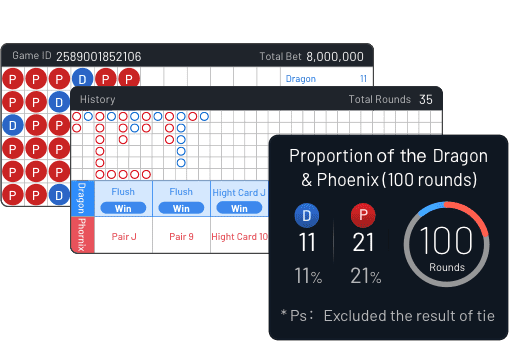 Game ID 2589001852106 Total Bet 8,000,000
P P P D P P
Dragon 11
P P D
D P P
P P P
P P P
P P D
History Total Rounds 35
Dragon Flush Flush Hight Card J
Win Win Win
Phornix Pair J Pair 9 Hight Card 10
Proportion of the Dragon
& Phoenix (100 rounds)
D P
11 21
11% 21%
100
Rounds
* Ps： Excluded the result of tie